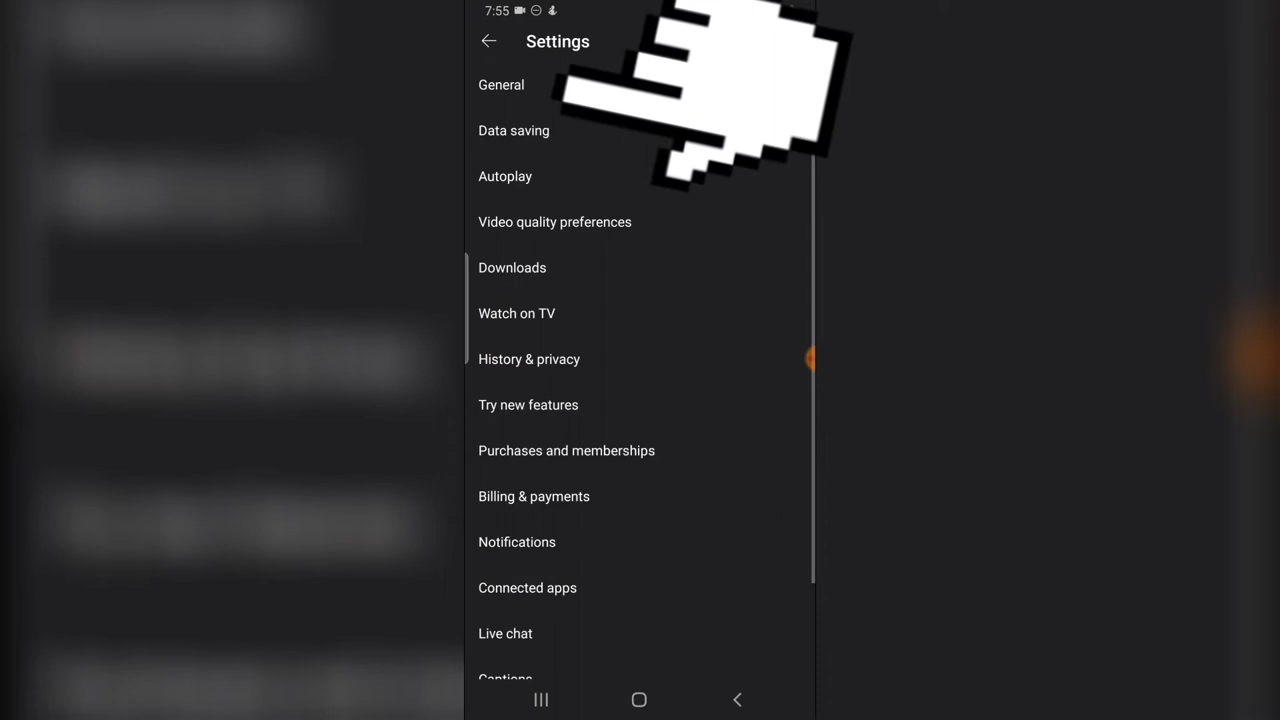 7:55
Settings
General
Data saving
Autoplay
Video quality preferences
Downloads
Watch on TV
History & privacy
Try new features
Purchases and memberships
Billing & payments
Notifications
Connected apps
Live chat
Captions